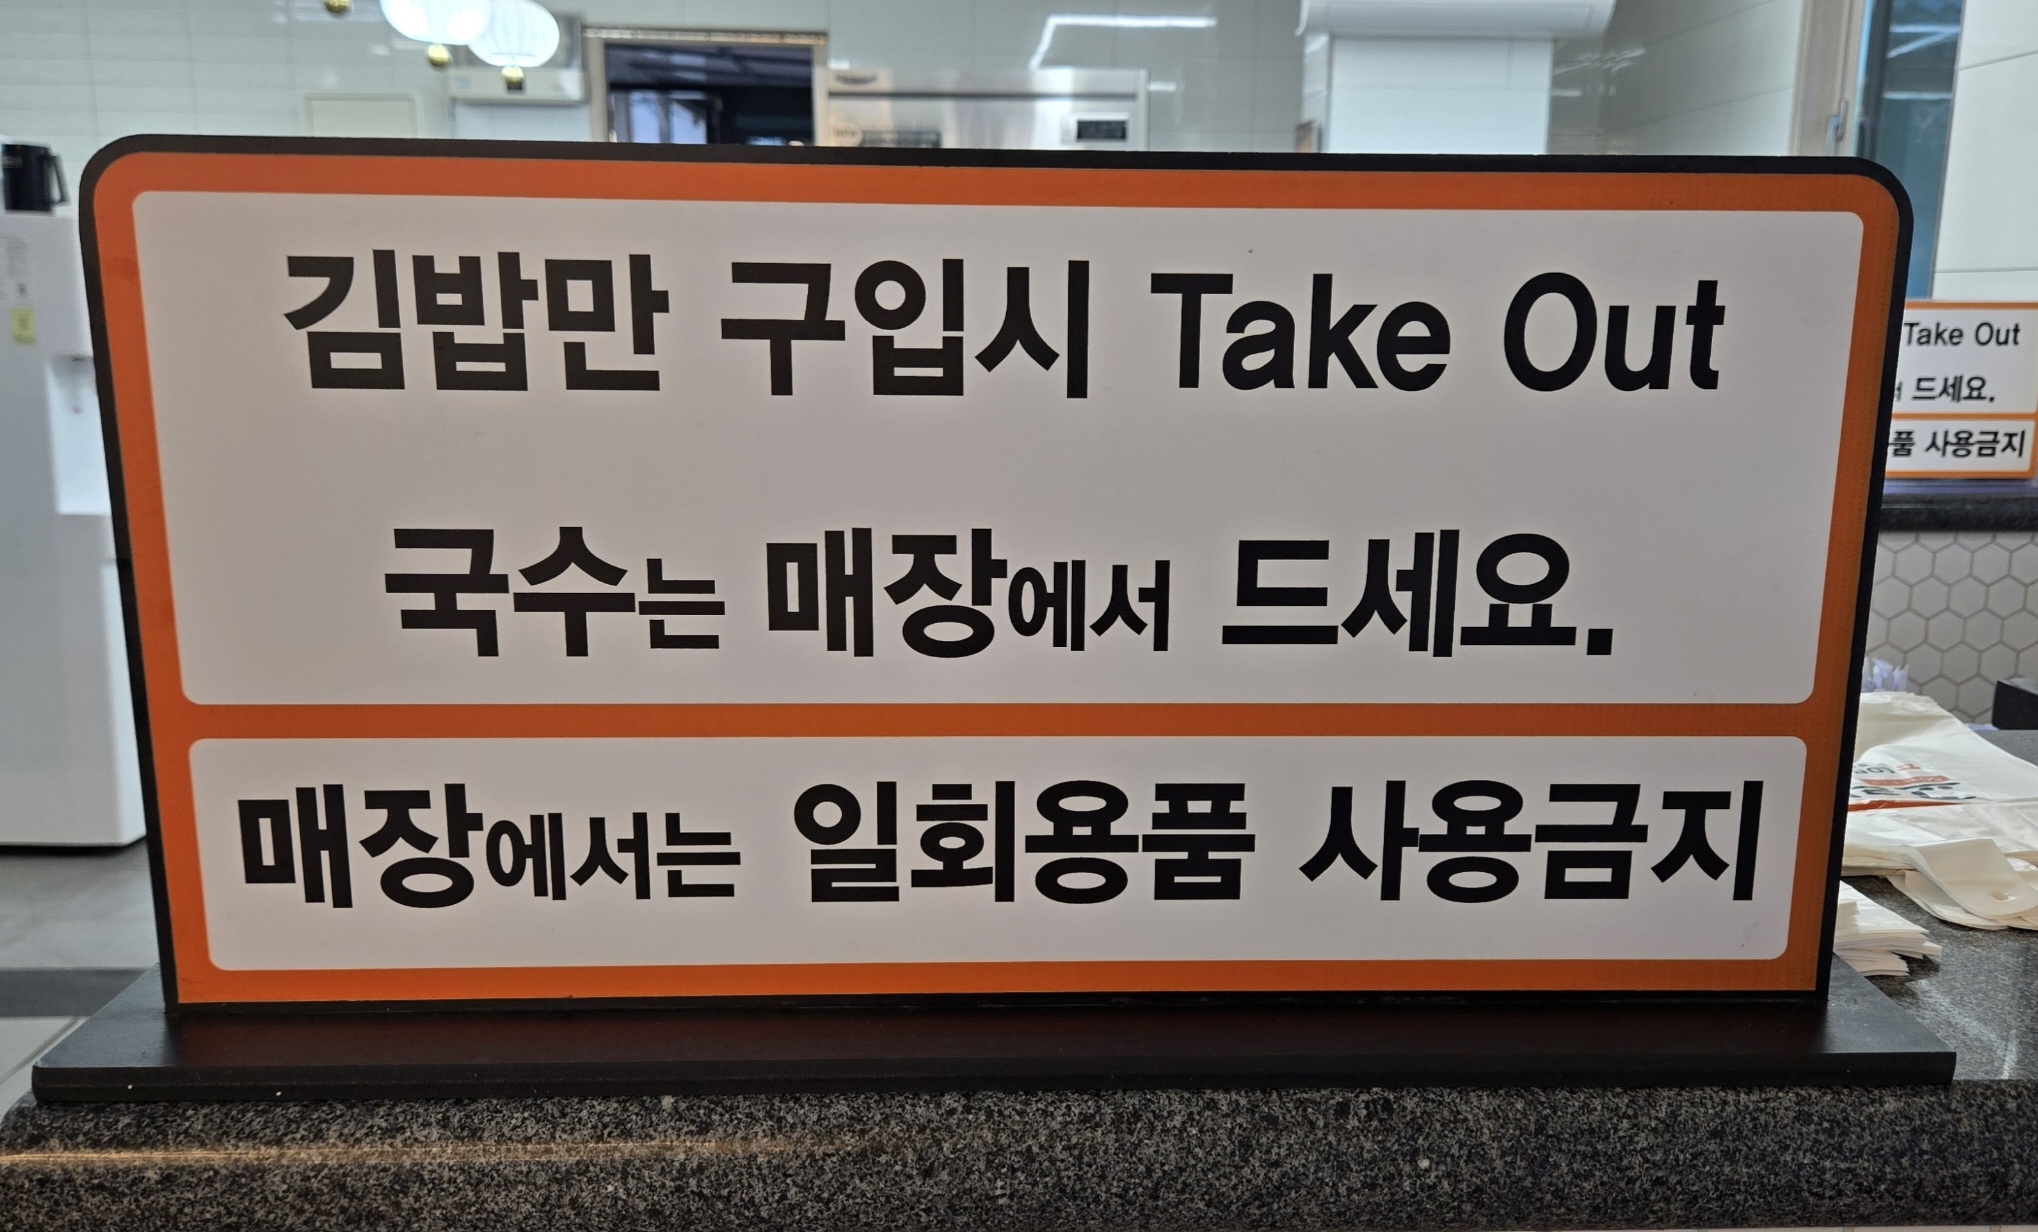 김밥만 구입시 Take Out
국수는 매장에서 드세요.
매장에서는 일회용품 사용금지
Take Out
드세요.
품 사용금지